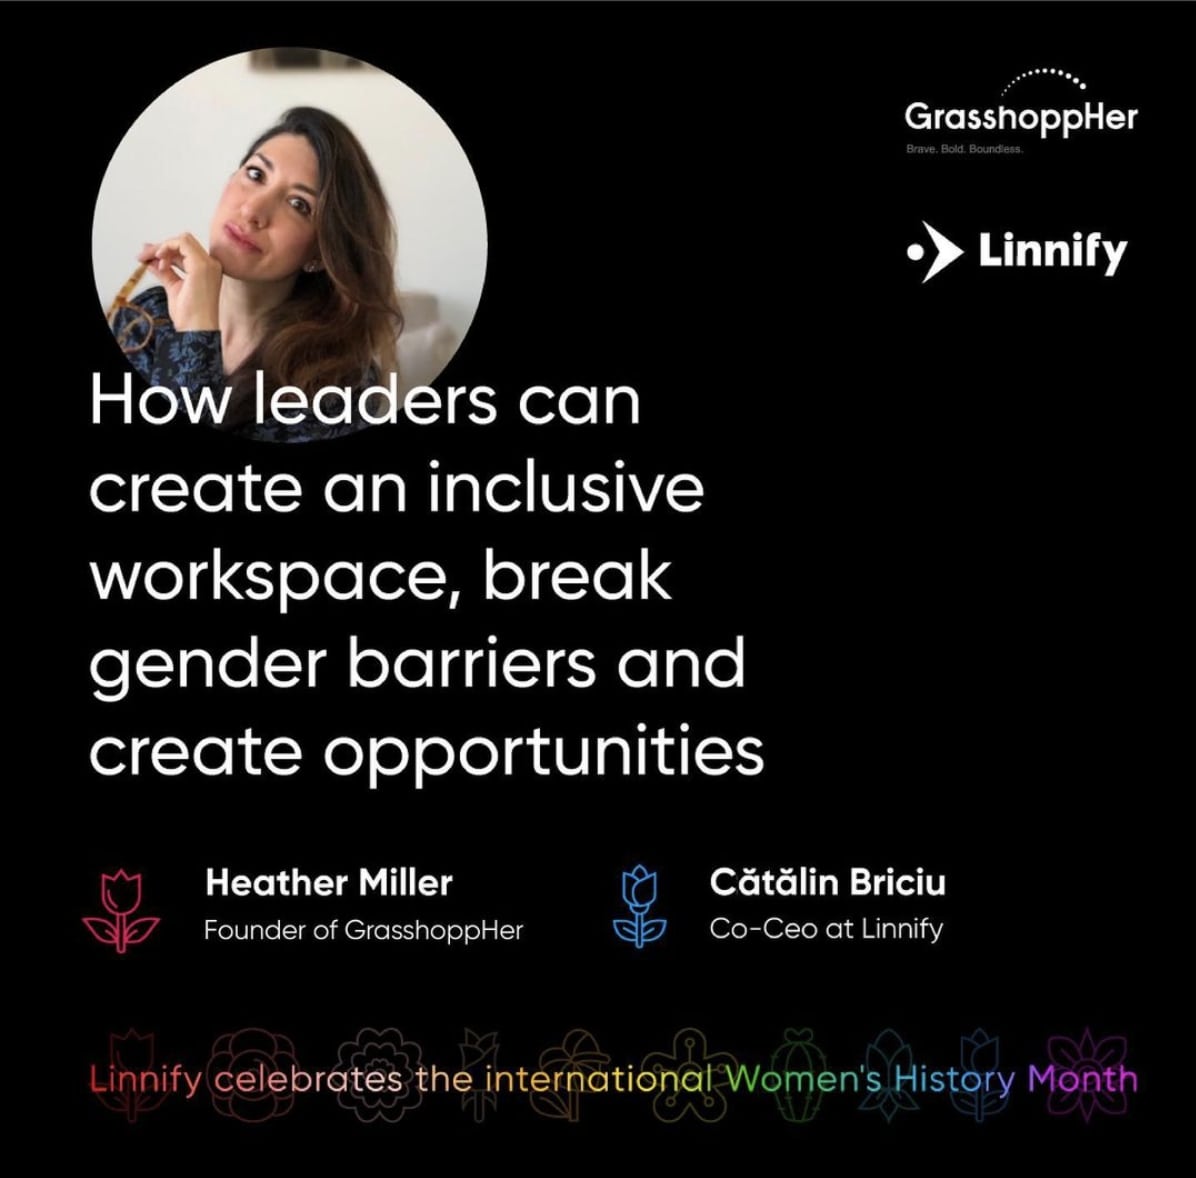 GrasshoppHer
Brave. Bold. Boundless.
Linnify
How leaders can
create an inclusive
workspace, break
gender barriers and
create opportunities
Heather Miller
Founder of GrasshoppHer
Cătălin Briciu
Co-Ceo at Linnify
Linnify celebrates the international Women's History Month